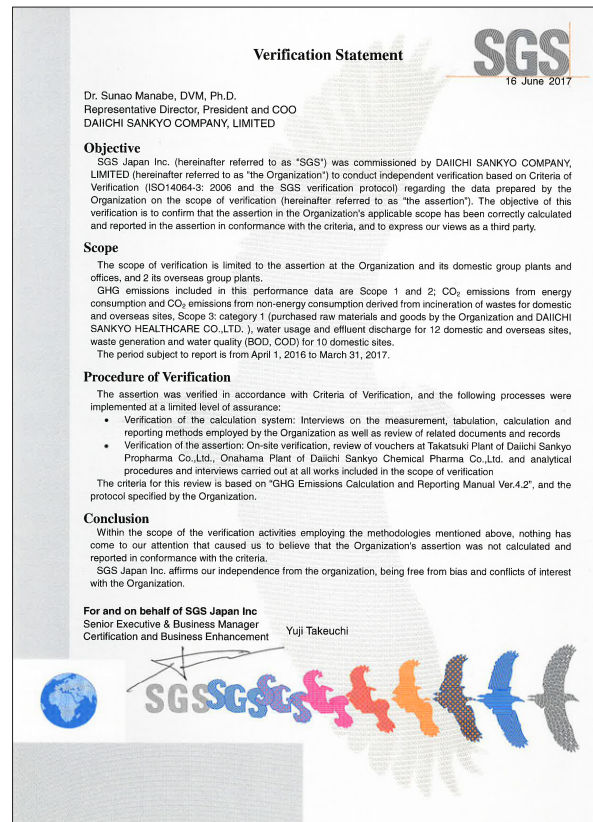 SGS
Verification Statement
16 June 2017
Dr. Sunao Manabe, DVM, Ph.D.
Representative Director, President and COO
DAIICHI SANKYO COMPANY, LIMITED
Objective
SGS Japan Inc. (hereinafter referred to as "SGS") was commissioned by DAIICHI SANKYO COMPANY,
LIMITED (hereinafter referred to as "the Organization") to conduct independent verification based on Criteria of
Verification (ISO14064-3: 2006 and the SGS verification protocol) regarding the data prepared by the
Organization on the scope of verification (hereinafter referred to as "the assertion"). The objective of this
verification is to confirm that the assertion in the Organization's applicable scope has been correctly calculated
and reported in the assertion in conformance with the criteria, and to express our views as a third party.
Scope
The scope of verification is limited to the assertion at the Organization and its domestic group plants and
offices, and 2 its overseas group plants.
GHG emissions included in this performance data are Scope 1 and 2; CO₂ emissions from energy
consumption and CO₂ emissions from non-energy consumption derived from incineration of wastes for domestic
and overseas sites, Scope 3: category 1 (purchased raw materials and goods by the Organization and DAIICHI
SANKYO HEALTHCARE CO.,LTD. ), water usage and effluent discharge for 12 domestic and overseas sites,
waste generation and water quality (BOD, COD) for 10 domestic sites.
The period subject to report is from April 1, 2016 to March 31, 2017.
Procedure of Verification
The assertion was verified in accordance with Criteria of Verification, and the following processes were
implemented at a limited level of assurance:
• Verification of the calculation system: Interviews on the measurement, tabulation, calculation and
reporting methods employed by the Organization as well as review of related documents and records
• Verification of the assertion: On-site verification, review of vouchers at Takatsuki Plant of Daiichi Sankyo
Propharma Co.,Ltd., Onahama Plant of Daiichi Sankyo Chemical Pharma Co.,Ltd. and analytical
procedures and interviews carried out at all works included in the scope of verification
The criteria for this review is based on "GHG Emissions Calculation and Reporting Manual Ver.4.2", and the
protocol specified by the Organization.
Conclusion
Within the scope of the verification activities employing the methodologies mentioned above, nothing has
come to our attention that caused us to believe that the Organization's assertion was not calculated and
reported in conformance with the criteria.
SGS Japan Inc. affirms our independence from the organization, being free from bias and conflicts of interest
with the Organization.
For and on behalf of SGS Japan Inc
Senior Executive & Business Manager
Certification and Business Enhancement
Yuji Takeuchi
SGS SGS SGS